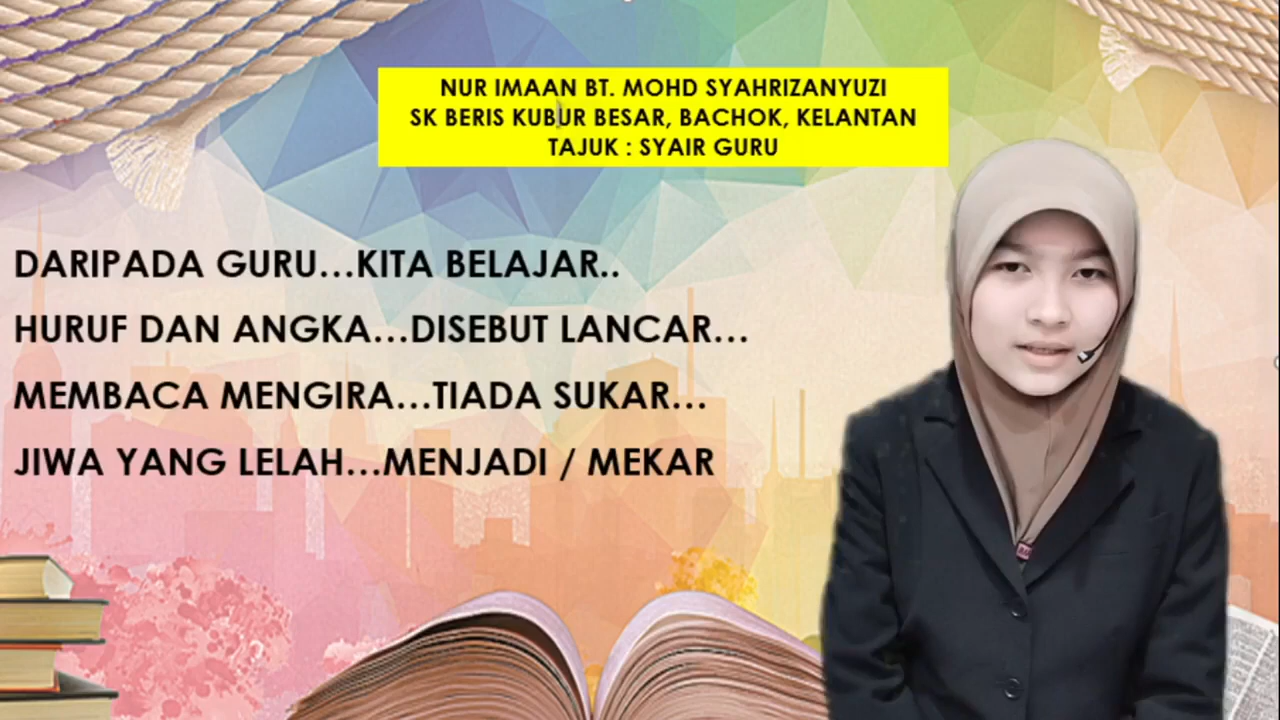 NUR IMAAN BT. MOHD SYAHRIZANYUZI
SK BERIS KUBUR BESAR, BACHOK, KELANTAN
TAJUK : SYAIR GURU
DARIPADA GURU...KITA BELAJAR..
HURUF DAN ANGKA...DISEBUT LANCAR...
MEMBACA MENGIRA...TIADA SUKAR...
JIWA YANG LELAH...MENJADI / MEKAR